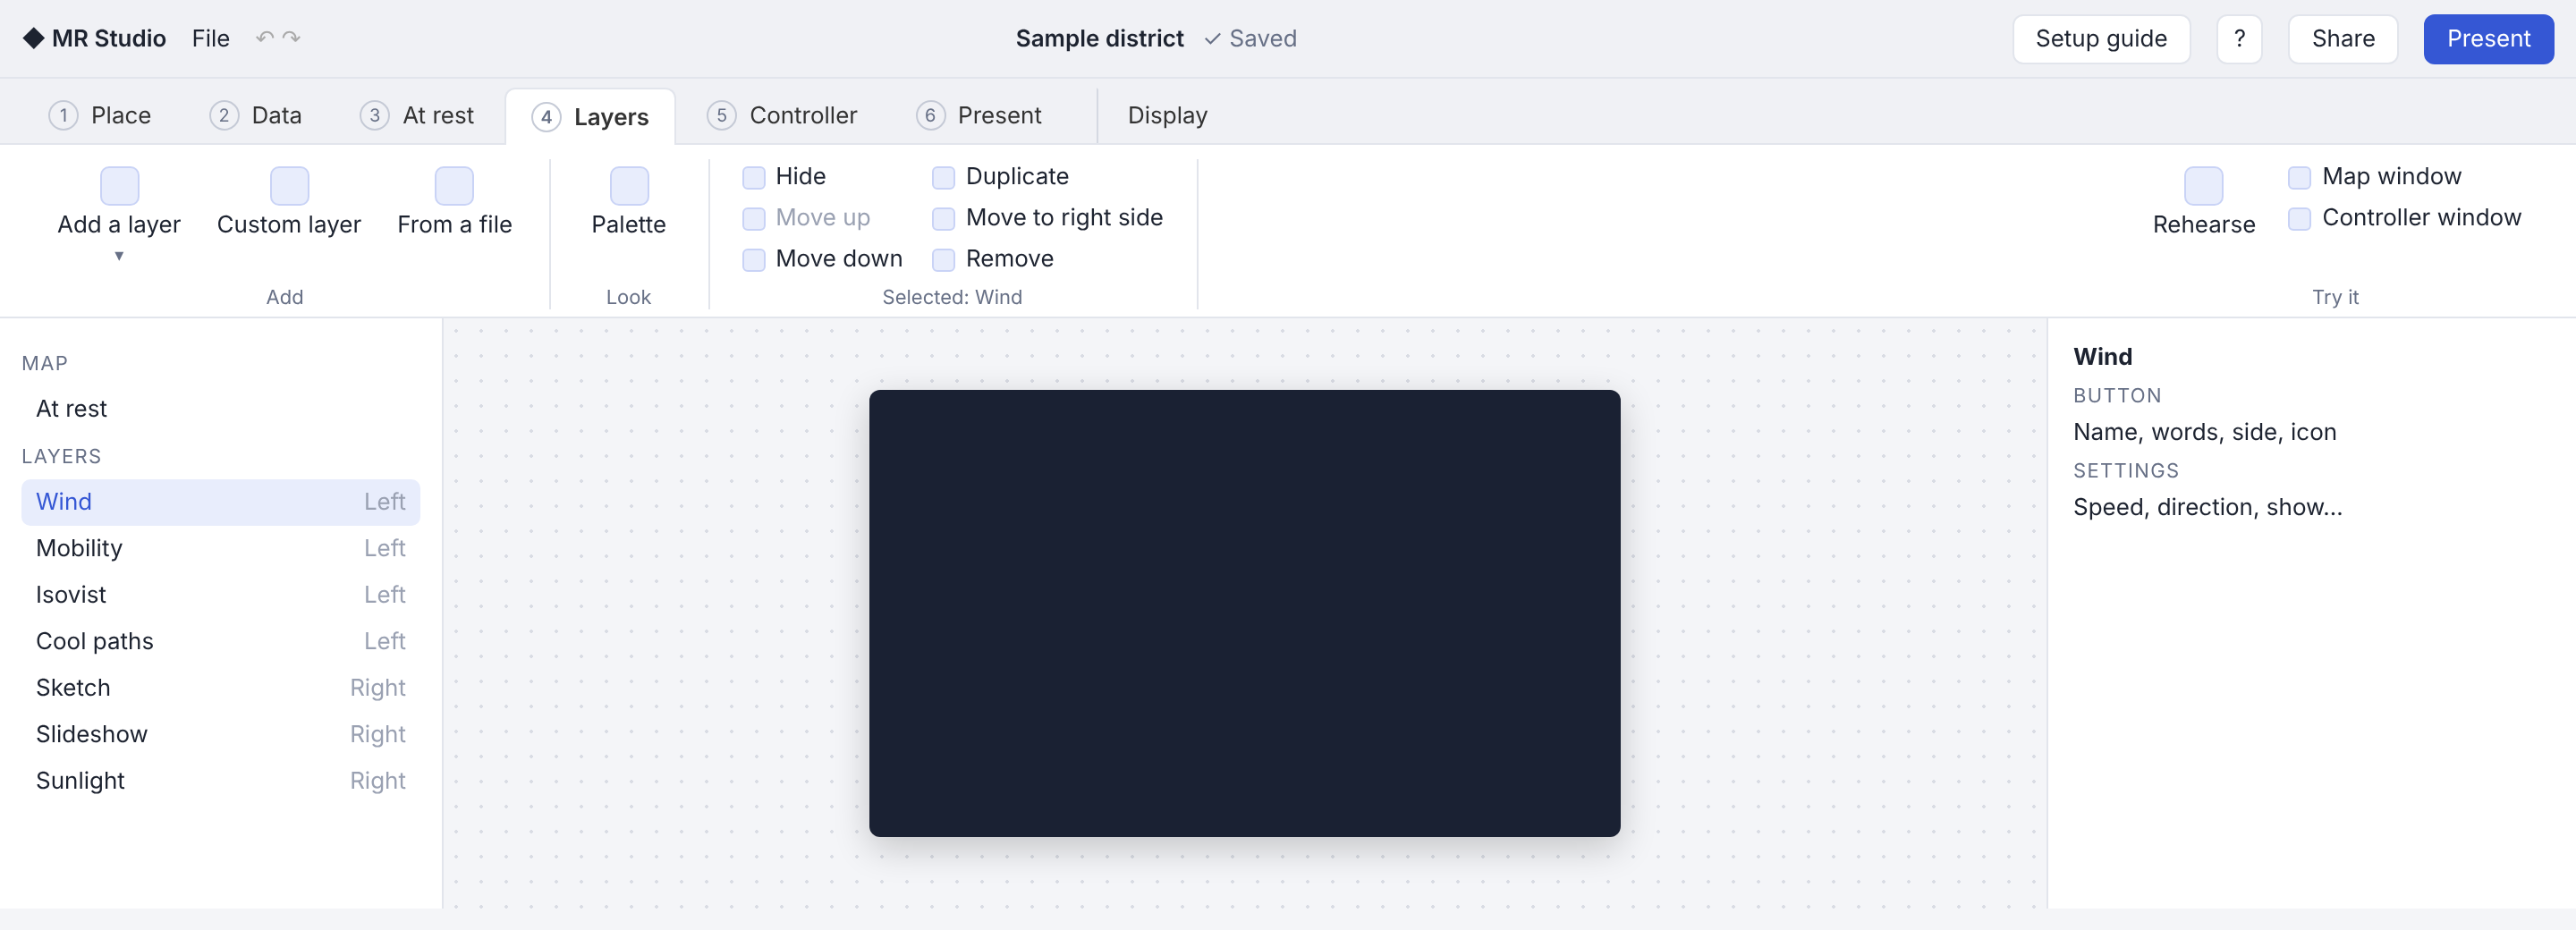 ◆ MR Studio File ↶ ↷ Sample district ✓ Saved Setup guide ? Share Present
1 Place 2 Data 3 At rest 4 Layers 5 Controller 6 Present Display
Add a layer ▾ Custom layer From a file
Add
Palette
Look
Hide Duplicate
Move up Move to right side
Move down Remove
Selected: Wind
Rehearse Map window
Controller window
Try it
MAP
At rest
LAYERS
Wind Left
Mobility Left
Isovist Left
Cool paths Left
Sketch Right
Slideshow Right
Sunlight Right
Wind
BUTTON
Name, words, side, icon
SETTINGS
Speed, direction, show…